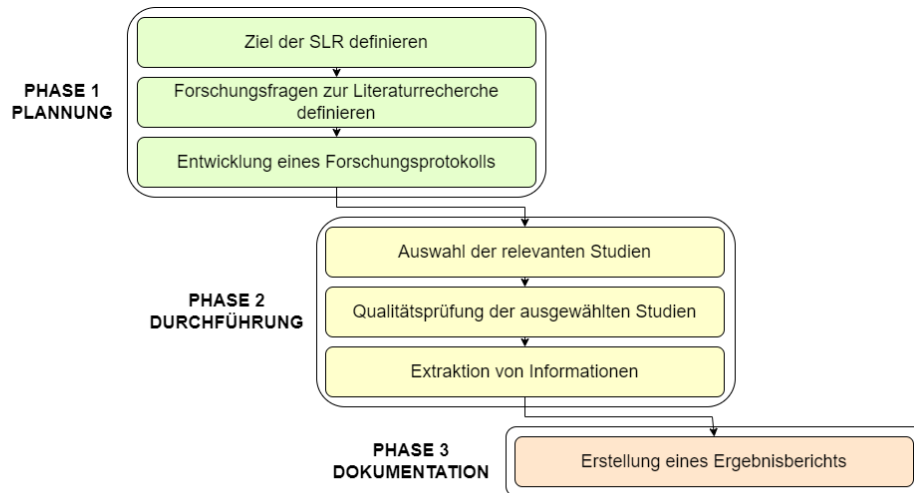 Ziel der SLR definieren
PHASE 1
PLANNUNG
Forschungsfragen zur Literaturrecherche
definieren
Entwicklung eines Forschungsprotokolls
Auswahl der relevanten Studien
PHASE 2
DURCHFÜHRUNG
Qualitätsprüfung der ausgewählten Studien
Extraktion von Informationen
PHASE 3
DOKUMENTATION
Erstellung eines Ergebnisberichts